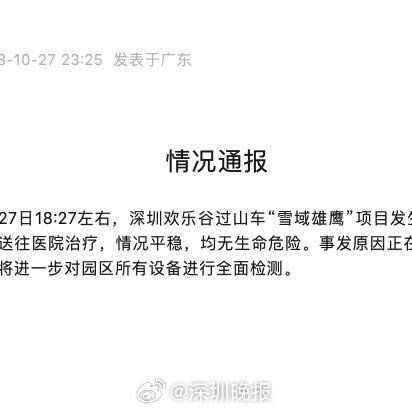 3-10-27 23:25 发表于广东
情况通报
27日18:27左右，深圳欢乐谷过山车“雪域雄鹰”项目发
送往医院治疗，情况平稳，均无生命危险。事发原因正
将进一步对园区所有设备进行全面检测。
@深圳晚报